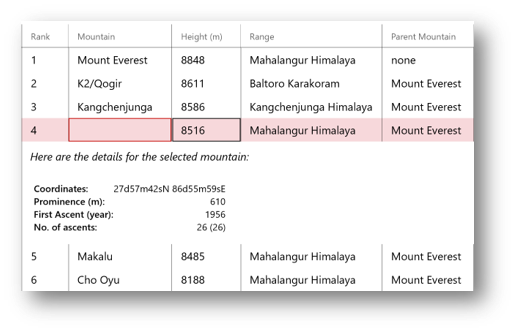 Rank Mountain Height (m) Range Parent Mountain
1 Mount Everest 8848 Mahalangur Himalaya none
2 K2/Qogir 8611 Baltoro Karakoram Mount Everest
3 Kangchenjunga 8586 Kangchenjunga Himalaya Mount Everest
4 8516 Mahalangur Himalaya Mount Everest
Here are the details for the selected mountain:
Coordinates: 27d57m42sN 86d55m59sE
Prominence (m): 610
First Ascent (year): 1956
No. of ascents: 26 (26)
5 Makalu 8485 Mahalangur Himalaya Mount Everest
6 Cho Oyu 8188 Mahalangur Himalaya Mount Everest